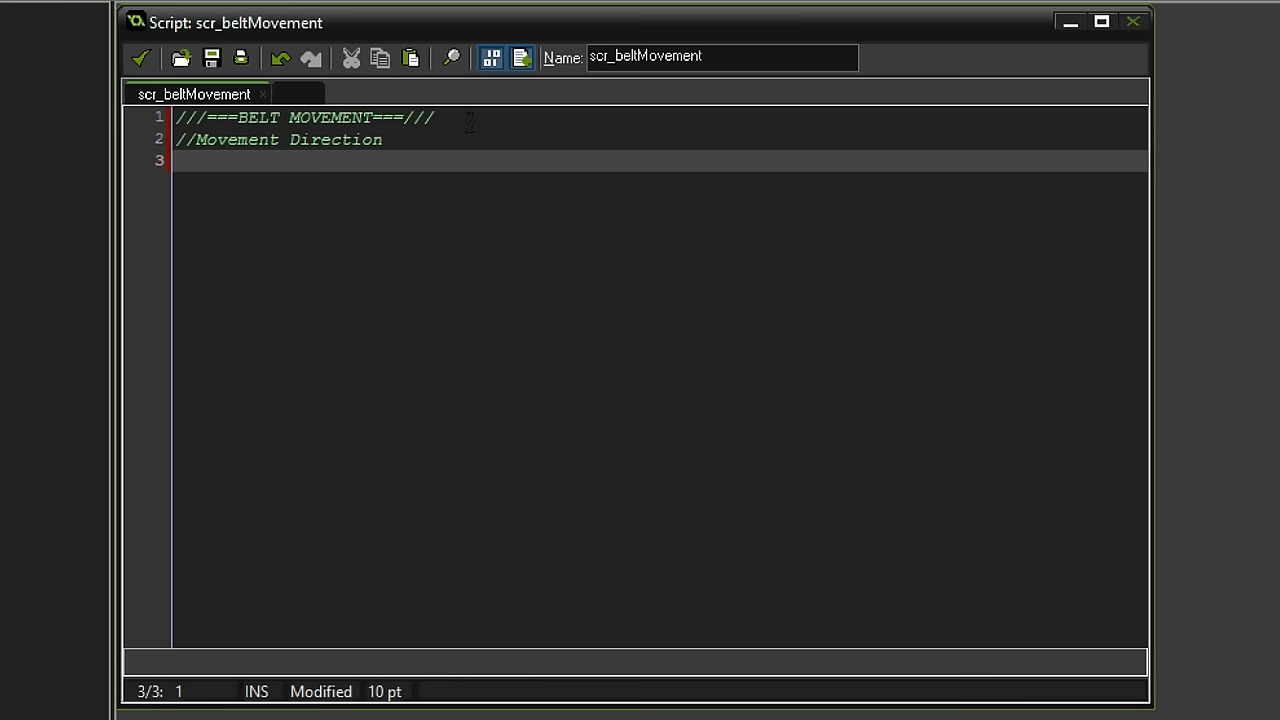 Script: scr_beltMovement
Name: scr_beltMovement
scr_beltMovement
1 ///===BELT MOVEMENT===///
2 //Movement Direction
3
3/3: 1 INS Modified 10 pt